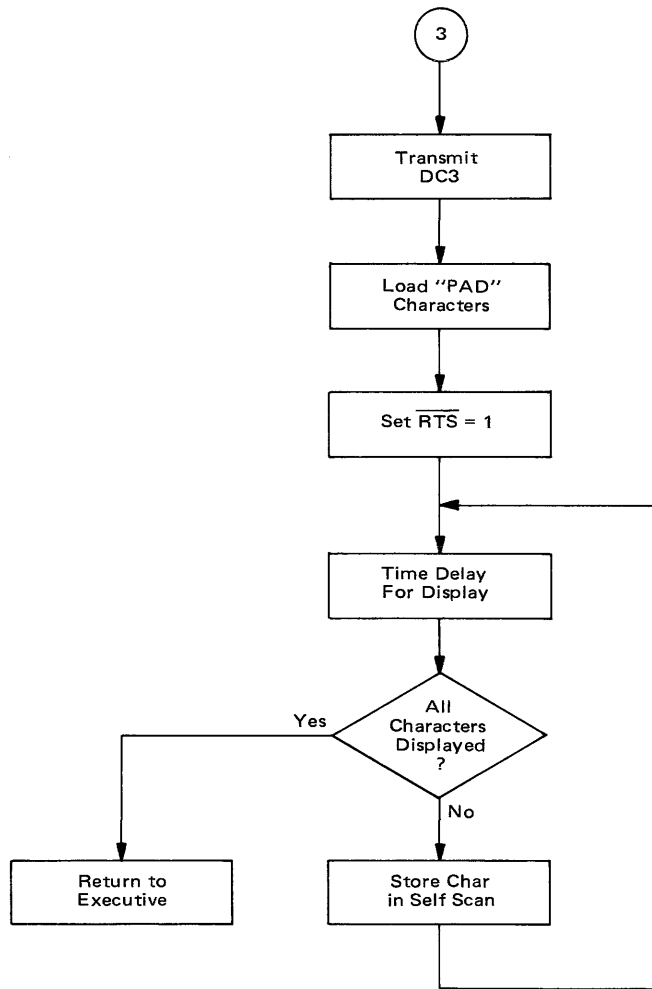 3
Transmit
DC3
Load "PAD"
Characters
Set R̅T̅S̅ = 1
Time Delay
For Display
All
Characters
Displayed
?
Yes
No
Return to
Executive
Store Char
in Self Scan